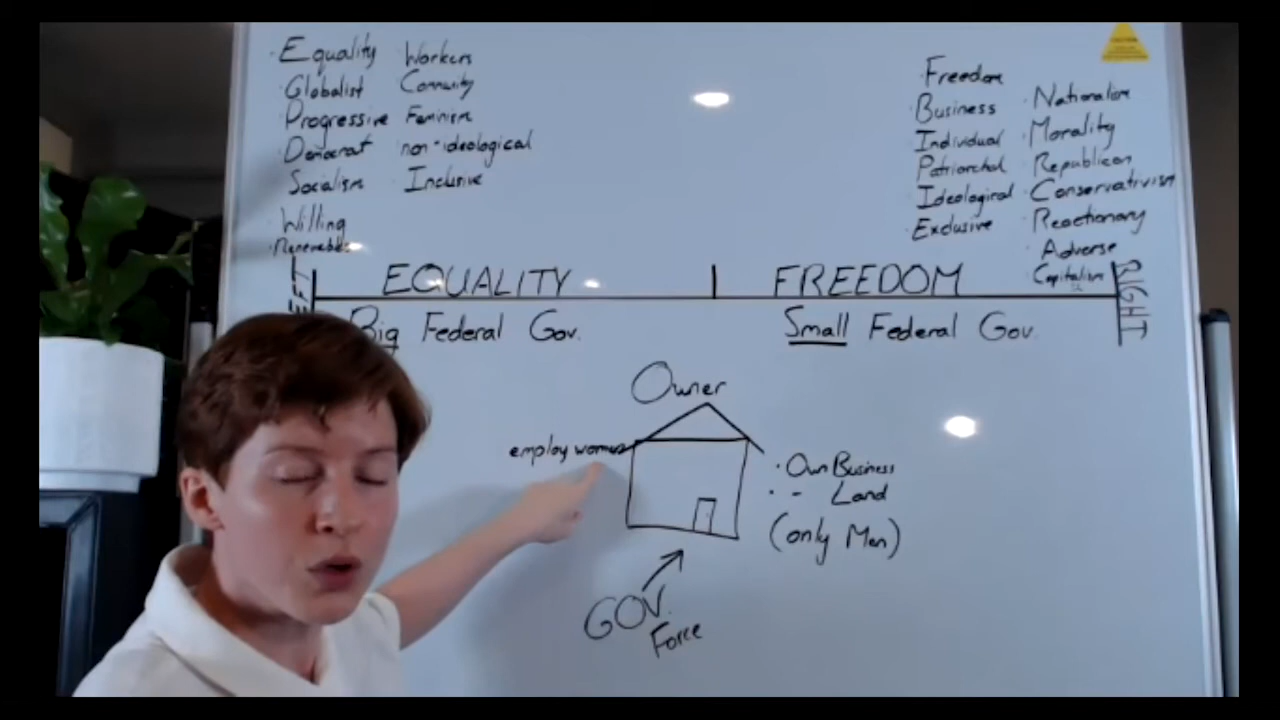 · Equality
· Globalist
Progressive
· Democrat
Socialism
Willing
· Renewable
Workers
Commuity
Feminism
non-ideological
Inclusive
· Freedom
· Business
· Individual
· Patriarchal
· Ideological
· Exclusive
· Nationalism
· Morality
· Republican
· Conservativism
· Reactionary
· Adverse
· Capitalism
EQUALITY
FREEDOM
RIGHT
Big Federal Gov.
Small Federal Gov.
Owner
employ women
· Own Business
· - Land
(only Men)
GOV.
Force